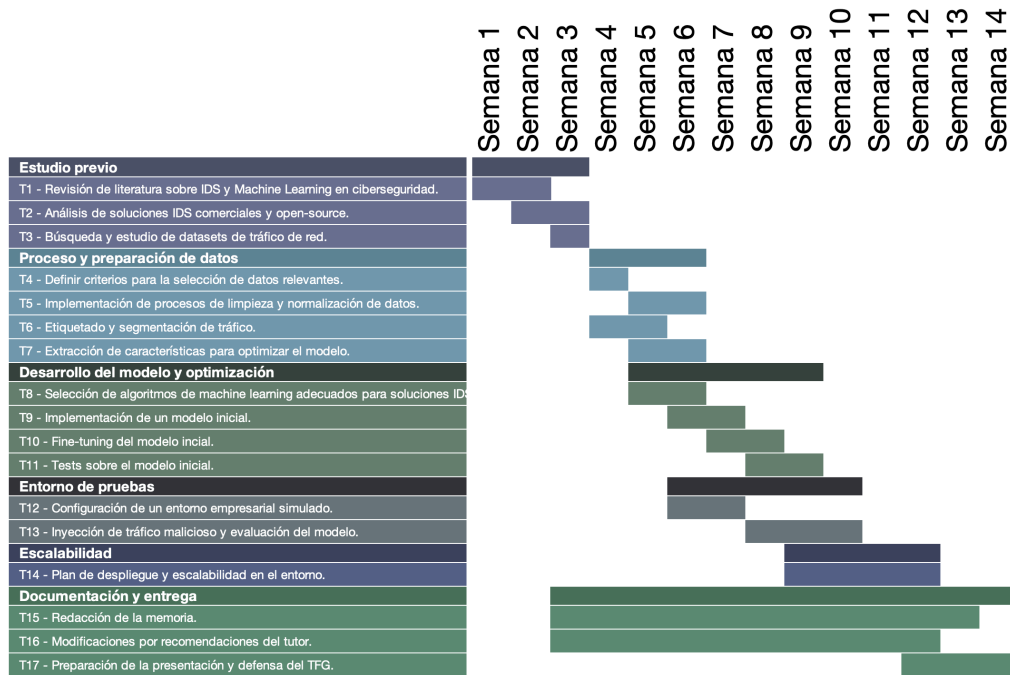 Semana 1
Semana 2
Semana 3
Semana 4
Semana 5
Semana 6
Semana 7
Semana 8
Semana 9
Semana 10
Semana 11
Semana 12
Semana 13
Semana 14
Estudio previo
T1 - Revisión de literatura sobre IDS y Machine Learning en ciberseguridad.
T2 - Análisis de soluciones IDS comerciales y open-source.
T3 - Búsqueda y estudio de datasets de tráfico de red.
Proceso y preparación de datos
T4 - Definir criterios para la selección de datos relevantes.
T5 - Implementación de procesos de limpieza y normalización de datos.
T6 - Etiquetado y segmentación de tráfico.
T7 - Extracción de características para optimizar el modelo.
Desarrollo del modelo y optimización
T8 - Selección de algoritmos de machine learning adecuados para soluciones IDS
T9 - Implementación de un modelo inicial.
T10 - Fine-tuning del modelo incial.
T11 - Tests sobre el modelo inicial.
Entorno de pruebas
T12 - Configuración de un entorno empresarial simulado.
T13 - Inyección de tráfico malicioso y evaluación del modelo.
Escalabilidad
T14 - Plan de despliegue y escalabilidad en el entorno.
Documentación y entrega
T15 - Redacción de la memoria.
T16 - Modificaciones por recomendaciones del tutor.
T17 - Preparación de la presentación y defensa del TFG.